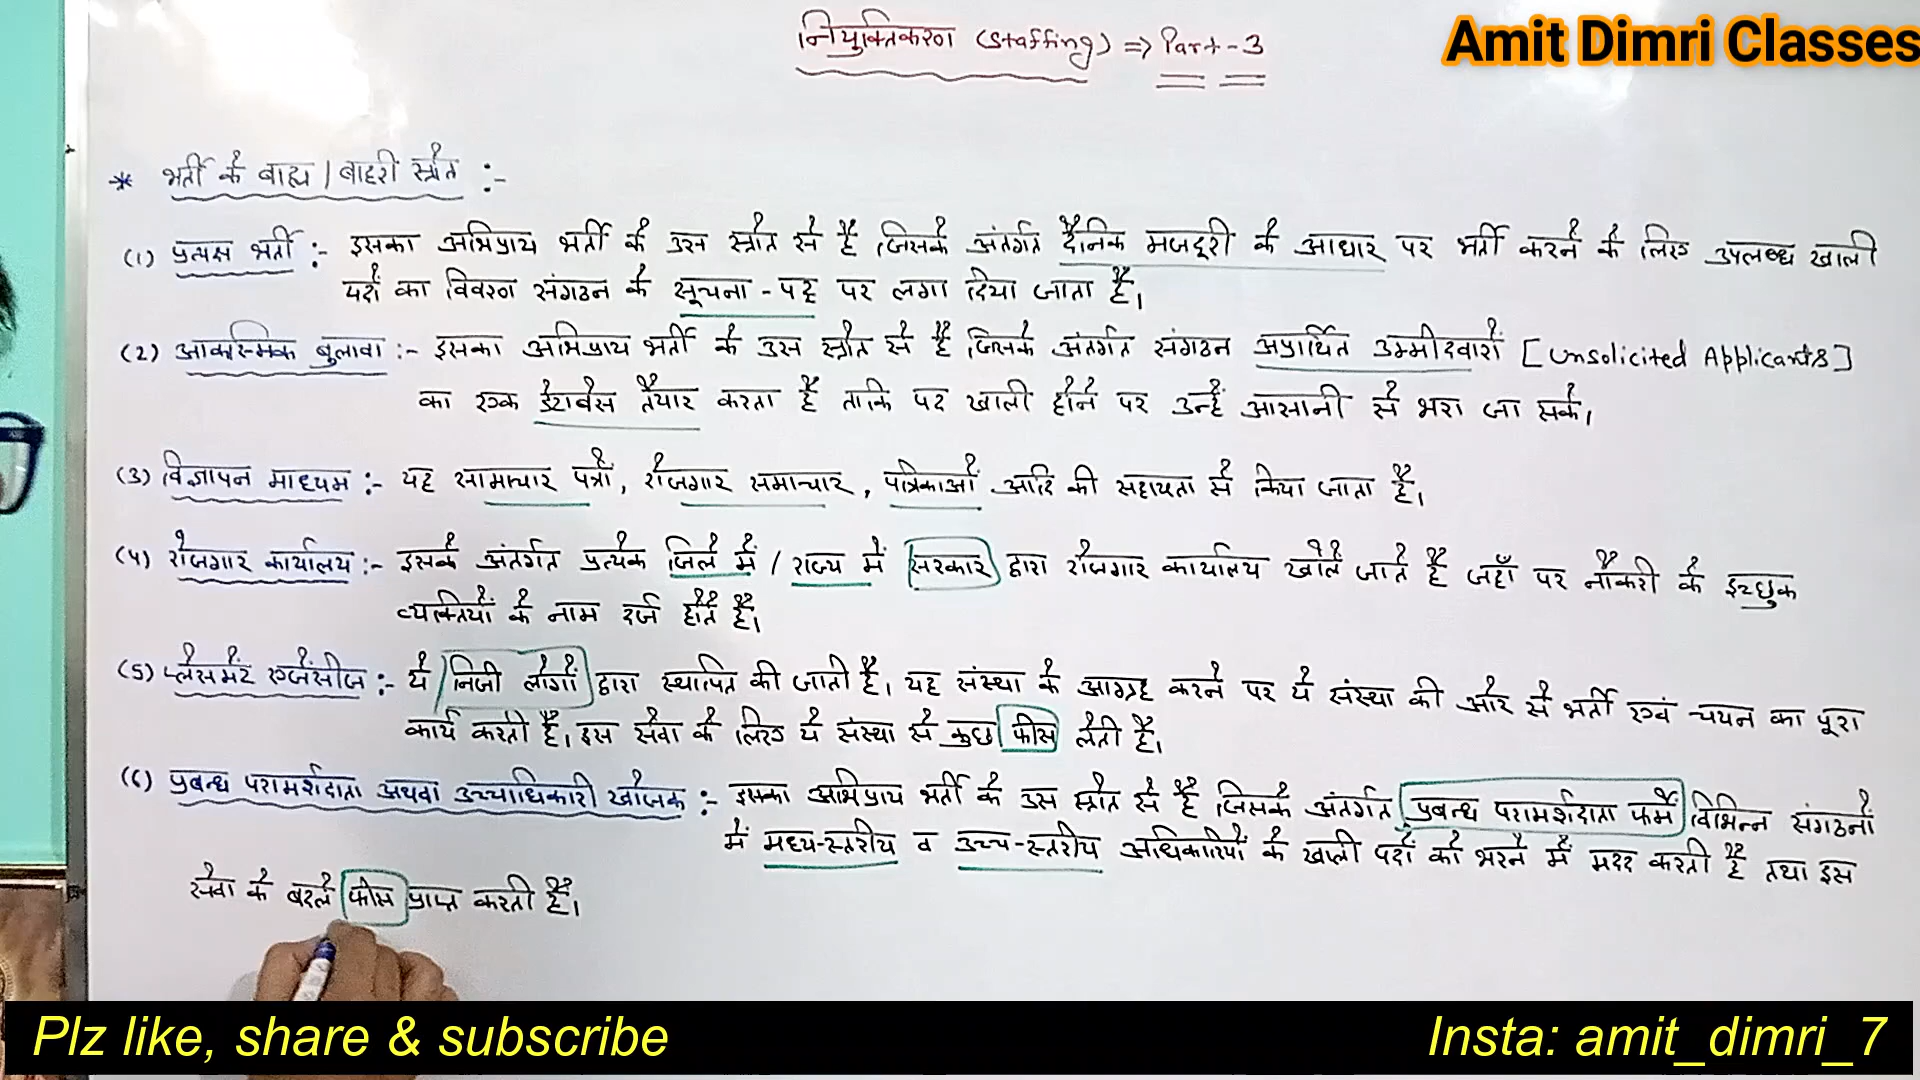 नियुक्तिकरण (Staffing) => Part-3
Amit Dimri Classes
* भर्ती के बाह्य / बाहरी स्त्रोत :-
(1) प्रत्यक्ष भर्ती :- इसका अभिप्राय भर्ती के उस स्त्रोत से है जिसके अंतर्गत दैनिक मजदूरी के आधार पर भर्ती करने के लिए उपलब्ध खाली
पदों का विवरण संगठन के सूचना-पट्ट पर लगा दिया जाता है।
(2) आकस्मिक बुलावा :- इसका अभिप्राय भर्ती के उस स्त्रोत से है जिसके अंतर्गत संगठन अप्रार्थित उम्मीदवारों [Unsolicited Applicants]
का एक डेटाबेस तैयार करता है ताकि पद खाली होने पर उन्हें आसानी से भरा जा सके।
(3) विज्ञापन माध्यम :- यह सामाचार पत्रों, रोजगार समाचार, पत्रिकाओं आदि की सहायता से किया जाता है।
(4) रोजगार कार्यालय :- इसके अंतर्गत प्रत्येक जिले में / राज्य में सरकार द्वारा रोजगार कार्यालय खोले जाते हैं जहाँ पर नौकरी के इच्छुक
व्यक्तियों के नाम दर्ज होते हैं।
(5) प्लेसमेंट एजेंसीज :- ये निजी लोगों द्वारा स्थापित की जाती है। यह संस्था के आग्रह करने पर ये संस्था की ओर से भर्ती एवं चयन का पूरा
कार्य करती हैं। इस सेवा के लिए ये संस्था से कुछ फीस लेती है।
(6) प्रबन्ध परामर्शदाता अथवा उच्चाधिकारी खोजक :- इसका अभिप्राय भर्ती के उस स्त्रोत से है जिसके अंतर्गत प्रबन्ध परामर्शदाता फर्में विभिन्न संगठनों
में मध्य-स्तरीय व उच्च-स्तरीय अधिकारियों के खाली पदों को भरने में मदद करती हैं तथा इस
सेवा के बदले फीस प्राप्त करती हैं।
Plz like, share & subscribe
Insta: amit_dimri_7